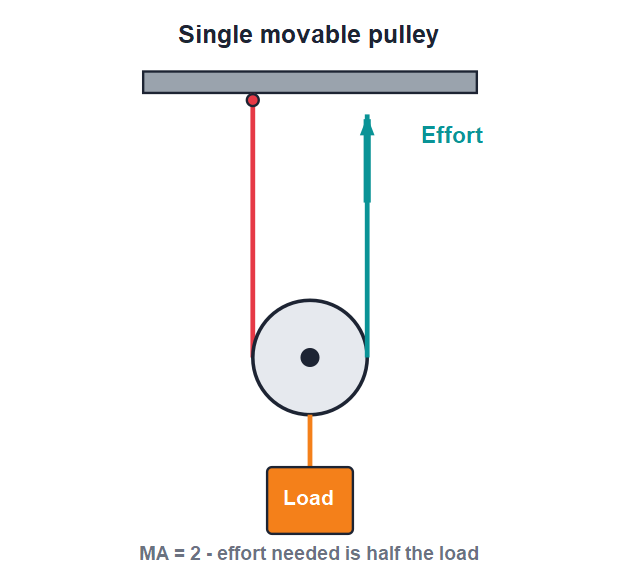 Single movable pulley
Effort
Load
MA = 2 - effort needed is half the load